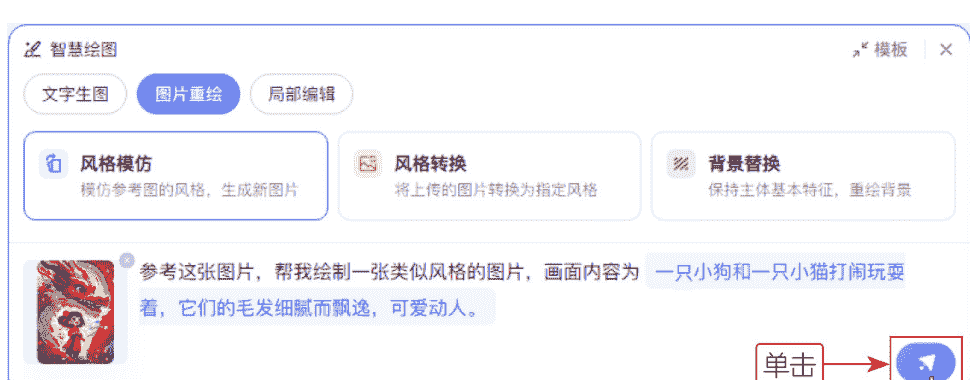 智慧绘图
模板
文字生图
图片重绘
局部编辑
风格模仿
模仿参考图的风格，生成新图片
风格转换
将上传的图片转换为指定风格
背景替换
保持主体基本特征，重绘背景
参考这张图片，帮我绘制一张类似风格的图片，画面内容为 一只小狗和一只小猫打闹玩耍
着，它们的毛发细腻而飘逸，可爱动人。
单击